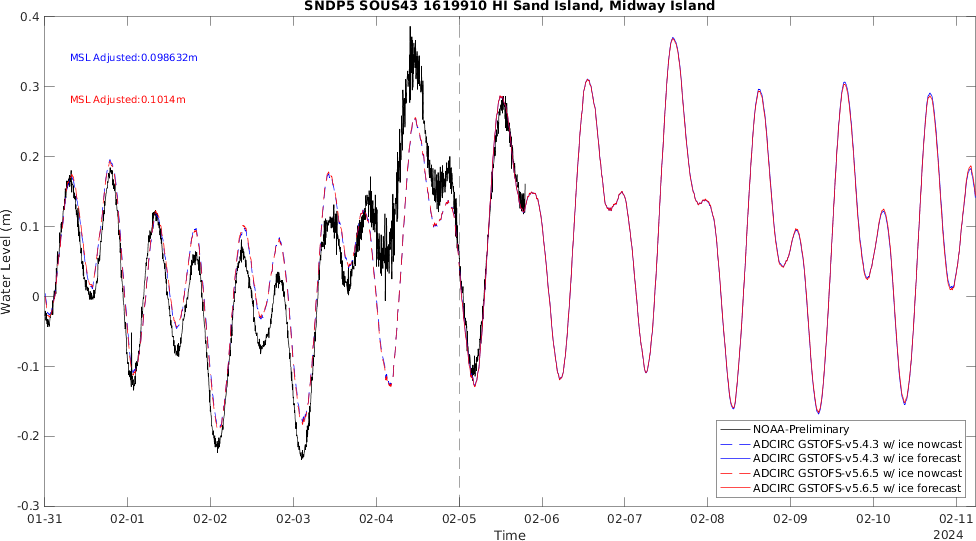 SNDP5 SOUS43 1619910 HI Sand Island, Midway Island
MSL Adjusted:0.098632m
MSL Adjusted:0.1014m
Water Level (m)
0.4
0.3
0.2
0.1
0
-0.1
-0.2
-0.3
NOAA-Preliminary
ADCIRC GSTOFS-v5.4.3 w/ ice nowcast
ADCIRC GSTOFS-v5.4.3 w/ ice forecast
ADCIRC GSTOFS-v5.6.5 w/ ice nowcast
ADCIRC GSTOFS-v5.6.5 w/ ice forecast
01-31 02-01 02-02 02-03 02-04 02-05 02-06 02-07 02-08 02-09 02-10 02-11
Time
2024